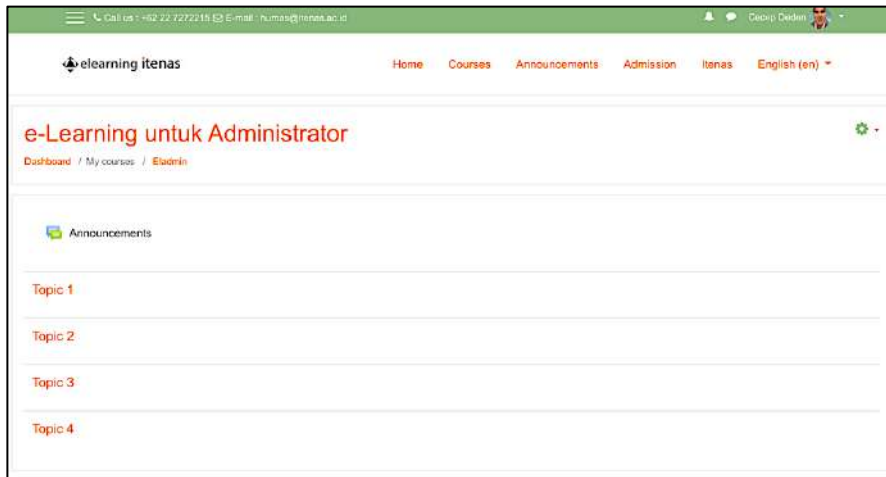 Call us : +62 22 7272215 E-mail : humas@itenas.ac.id
Cecep Deden
elearning itenas
Home Courses Announcements Admission Itenas English (en)
e-Learning untuk Administrator
Dashboard / My courses / Eladmin
Announcements
Topic 1
Topic 2
Topic 3
Topic 4